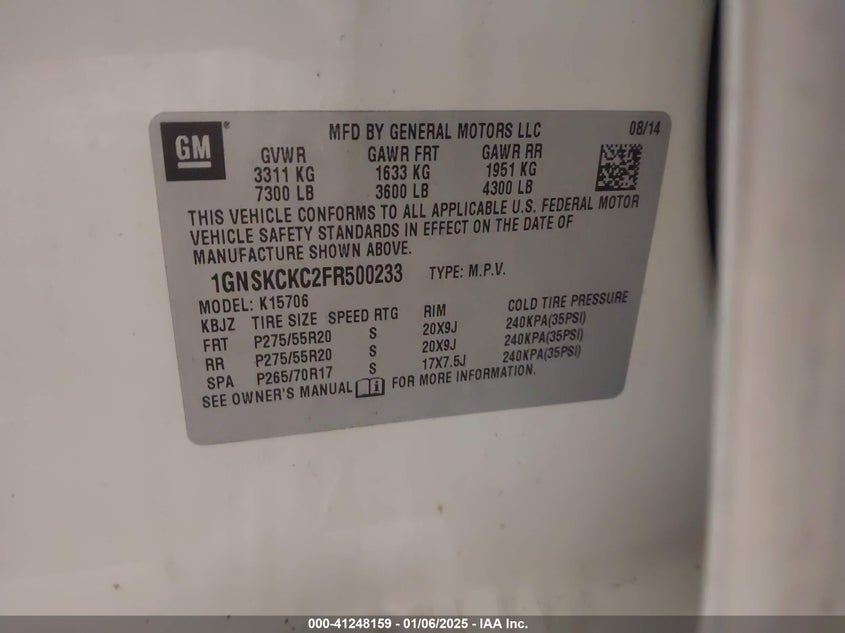 GM®
MFD BY GENERAL MOTORS LLC 08/14
GVWR GAWR FRT GAWR RR
3311 KG 1633 KG 1951 KG
7300 LB 3600 LB 4300 LB
THIS VEHICLE CONFORMS TO ALL APPLICABLE U.S. FEDERAL MOTOR
VEHICLE SAFETY STANDARDS IN EFFECT ON THE DATE OF
MANUFACTURE SHOWN ABOVE.
1GNSKCKC2FR500233 TYPE: M.P.V.
MODEL: K15706
KBJZ TIRE SIZE SPEED RTG RIM COLD TIRE PRESSURE
FRT P275/55R20 S 20X9J 240KPA(35PSI)
RR P275/55R20 S 20X9J 240KPA(35PSI)
SPA P265/70R17 S 17X7.5J 240KPA(35PSI)
SEE OWNER'S MANUAL FOR MORE INFORMATION.
000-41248159 — 01/06/2025 — IAA Inc.